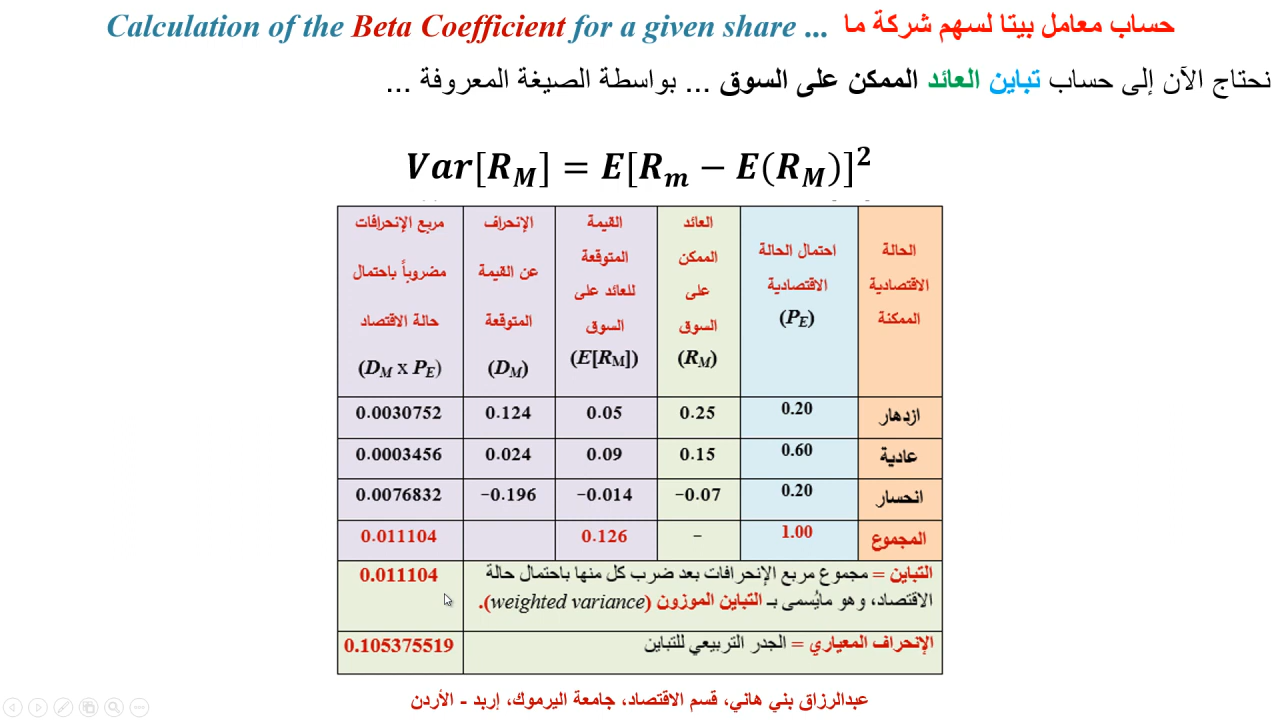 Calculation of the Beta Coefficient for a given share ... حساب معامل بيتا لسهم شركة ما
نحتاج الآن إلى حساب تباين العائد الممكن على السوق ... بواسطة الصيغة المعروفة ...
Var[R_M] = E[R_m − E(R_M)]²
الحالة الاقتصادية الممكنة
احتمال الحالة الاقتصادية (P_E)
العائد الممكن على السوق (R_M)
القيمة المتوقعة للعائد على السوق (E[R_M])
الإنحراف عن القيمة المتوقعة (D_M)
مربع الإنحرافات مضروباً باحتمال حالة الاقتصاد (D_M x P_E)
ازدهار 0.20 0.25 0.05 0.124 0.0030752
عادية 0.60 0.15 0.09 0.024 0.0003456
انحسار 0.20 −0.07 −0.014 −0.196 0.0076832
المجموع 1.00 – 0.126 0.011104
التباين = مجموع مربع الإنحرافات بعد ضرب كل منها باحتمال حالة 0.011104
الاقتصاد، وهو مايُسمى بـ التباين الموزون (weighted variance).
الإنحراف المعياري = الجدر التربيعي للتباين 0.105375519
عبدالرزاق بني هاني، قسم الاقتصاد، جامعة اليرموك، إربد - الأردن